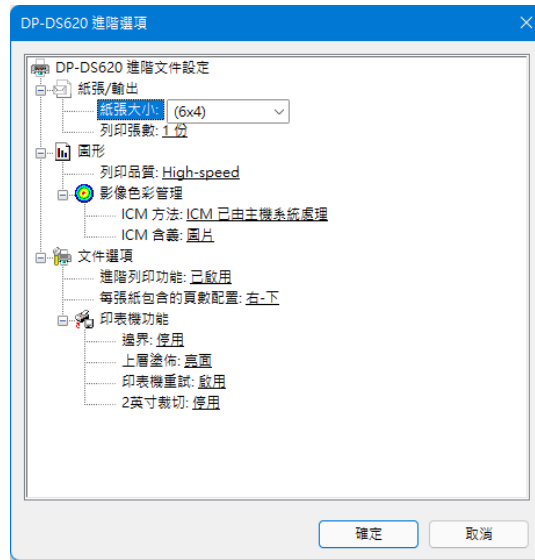 DP-DS620 進階選項
DP-DS620 進階文件設定
紙張/輸出
紙張大小: (6x4)
列印張數: 1 份
圖形
列印品質: High-speed
影像色彩管理
ICM 方法: ICM 已由主機系統處理
ICM 含義: 圖片
文件選項
進階列印功能: 已啟用
每張紙包含的頁數配置: 右-下
印表機功能
邊界: 停用
上層塗佈: 亮面
印表機重試: 啟用
2英寸裁切: 停用
確定 取消